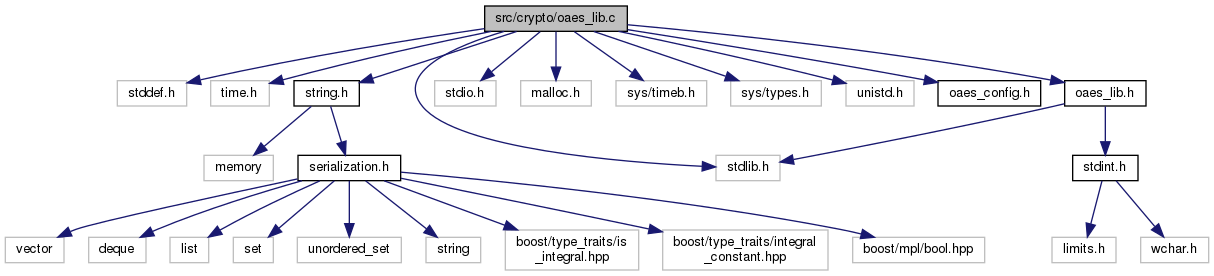 src/crypto/oaes_lib.c
stddef.h
time.h
string.h
stdio.h
malloc.h
sys/timeb.h
sys/types.h
unistd.h
oaes_config.h
oaes_lib.h
memory
serialization.h
stdlib.h
stdint.h
vector
deque
list
set
unordered_set
string
boost/type_traits/is
_integral.hpp
boost/type_traits/integral
_constant.hpp
boost/mpl/bool.hpp
limits.h
wchar.h